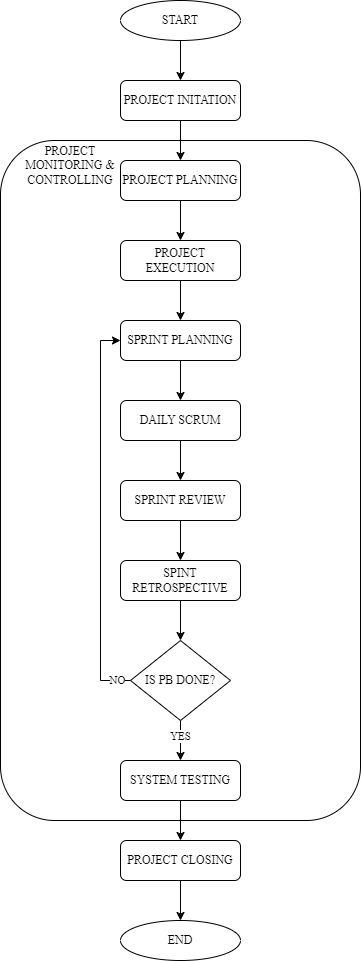 START
PROJECT INITATION
PROJECT
MONITORING &
CONTROLLING
PROJECT PLANNING
PROJECT
EXECUTION
SPRINT PLANNING
DAILY SCRUM
SPRINT REVIEW
SPINT
RETROSPECTIVE
IS PB DONE?
NO
YES
SYSTEM TESTING
PROJECT CLOSING
END